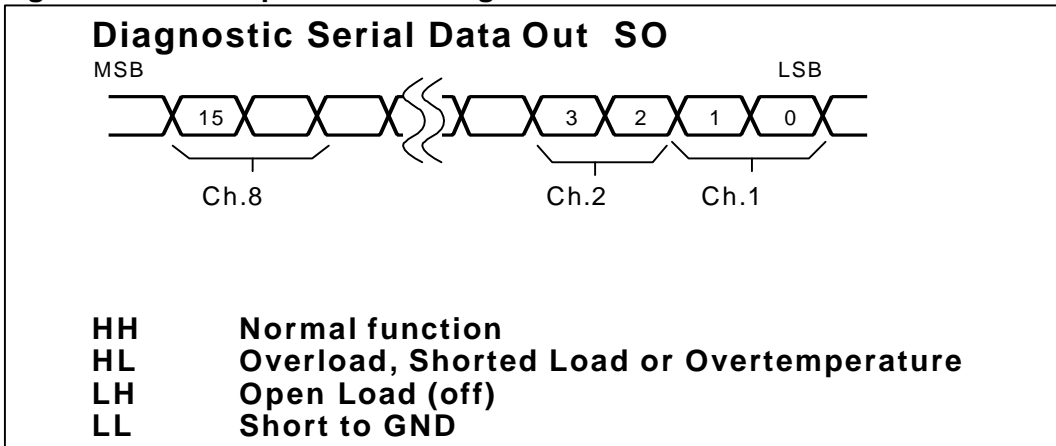 Diagnostic Serial Data Out SO
MSB LSB
15 3 2 1 0
Ch.8 Ch.2 Ch.1
HH Normal function
HL Overload, Shorted Load or Overtemperature
LH Open Load (off)
LL Short to GND